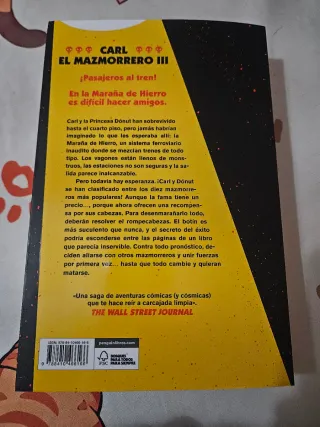 CARL
EL MAZMORRERO III
¡Pasajeros al tren!
En la Maraña de Hierro
es difícil hacer amigos.
Carl y la Princesa Dónut han sobrevivido
hasta el cuarto piso, pero jamás habrían
imaginado lo que les esperaba allí: la
Maraña de Hierro, un sistema ferroviario
inaudito donde se mezclan trenes de todo
tipo. Los vagones están llenos de mons-
truos, las estaciones no son seguras y la sa-
lida parece inalcanzable.
Pero todavía hay esperanza. ¡Carl y Dónut
se han clasificado entre los diez mazmorre-
ros más populares! Aunque la fama tiene un
precio..., porque ahora ofrecen una recompen-
sa por sus cabezas. Para desenmarañarlo todo,
deberán resolver el rompecabezas. El botín es
más suculento que nunca, y el secreto del éxito
podría esconderse entre las páginas de un libro
que parecía inservible. Contra todo pronóstico, de-
ciden aliarse con otros mazmorreros y unir fuerzas
por primera vez... hasta que todo cambie y quieran
matarse.
«Una saga de aventuras cómicas (y cósmicas)
que te hace reír a carcajada limpia».
THE WALL STREET JOURNAL
penguinlibros.com
FSC